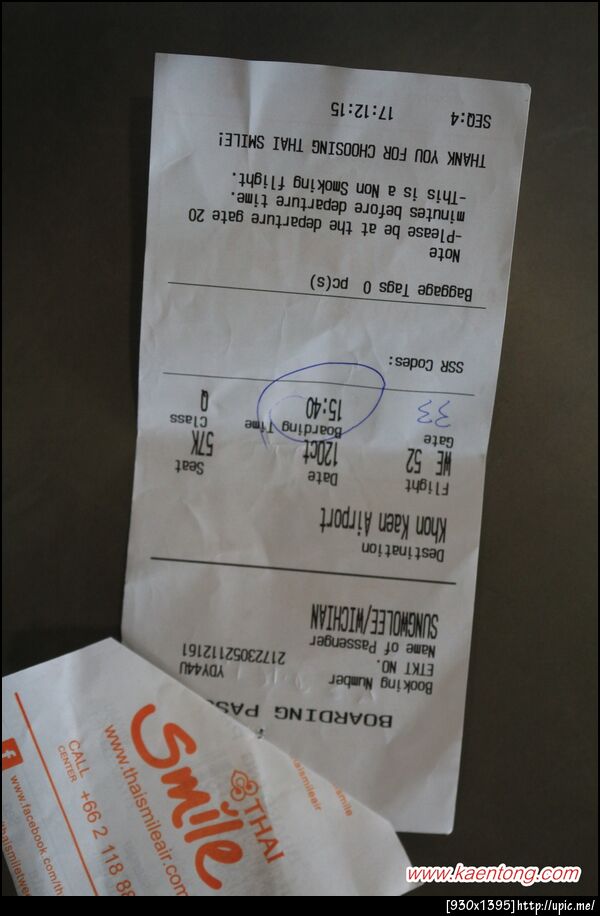 BOARDING PAS
Booking Number YDY44U
ETKT NO. 21723052112161
Name of Passenger
SUNGWOLEE/WICHIAN
Destination
Khon Kaen Airport
Flight Date Seat
WE 52 12Oct 57K
Gate Boarding Time Class
33 15:40 Q
SSR Codes:
Baggage Tags 0 pc(s)
Note
-Please be at the departure gate 20
minutes before departure time.
-This is a Non Smoking flight.
THANK YOU FOR CHOOSING THAI SMILE!
SEQ:4 17:12:15
THAI
smile
www.thaismileair.com
CALL CENTER +66 2 118 88
f www.facebook.com/th
/thaismiletwe
thaismileair
www.kaentong.com
[930x1395]http://upic.me/